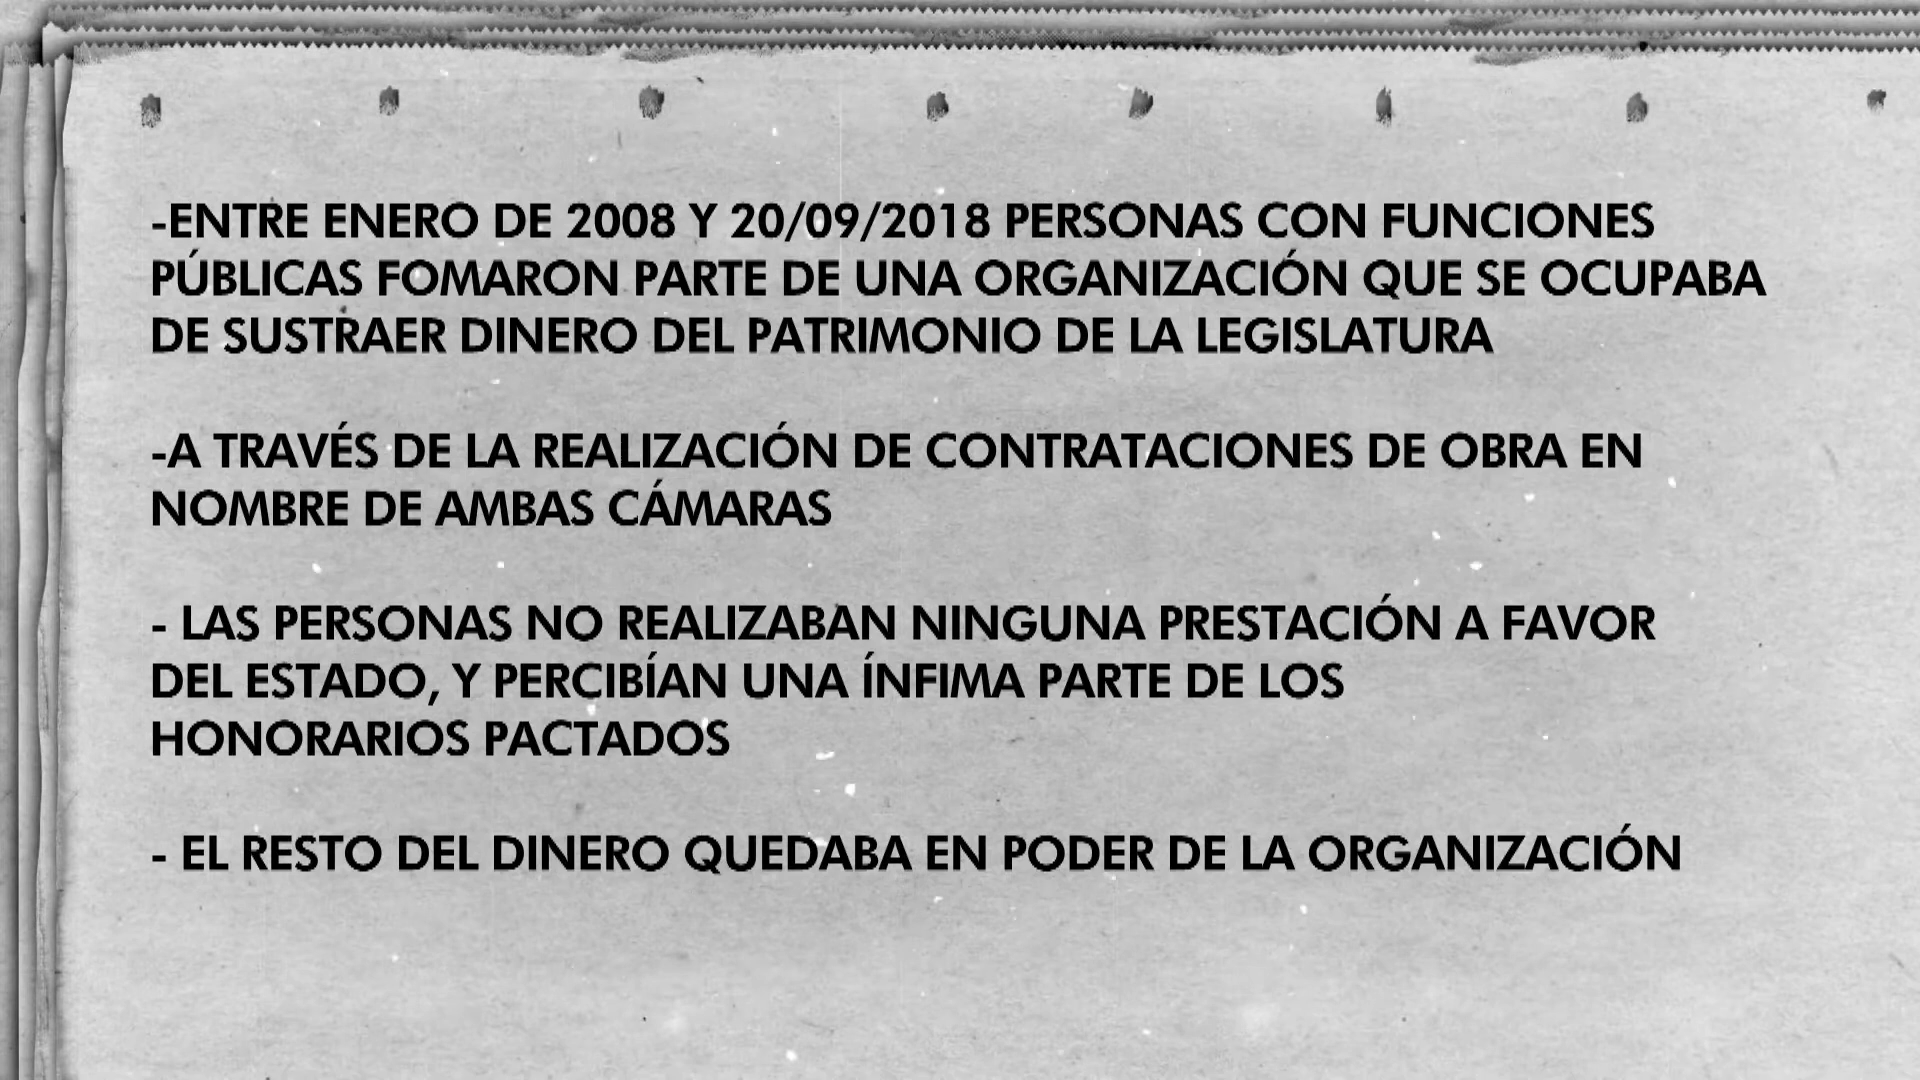 -ENTRE ENERO DE 2008 Y 20/09/2018 PERSONAS CON FUNCIONES
PÚBLICAS FOMARON PARTE DE UNA ORGANIZACIÓN QUE SE OCUPABA
DE SUSTRAER DINERO DEL PATRIMONIO DE LA LEGISLATURA
-A TRAVÉS DE LA REALIZACIÓN DE CONTRATACIONES DE OBRA EN
NOMBRE DE AMBAS CÁMARAS
- LAS PERSONAS NO REALIZABAN NINGUNA PRESTACIÓN A FAVOR
DEL ESTADO, Y PERCIBÍAN UNA ÍNFIMA PARTE DE LOS
HONORARIOS PACTADOS
- EL RESTO DEL DINERO QUEDABA EN PODER DE LA ORGANIZACIÓN